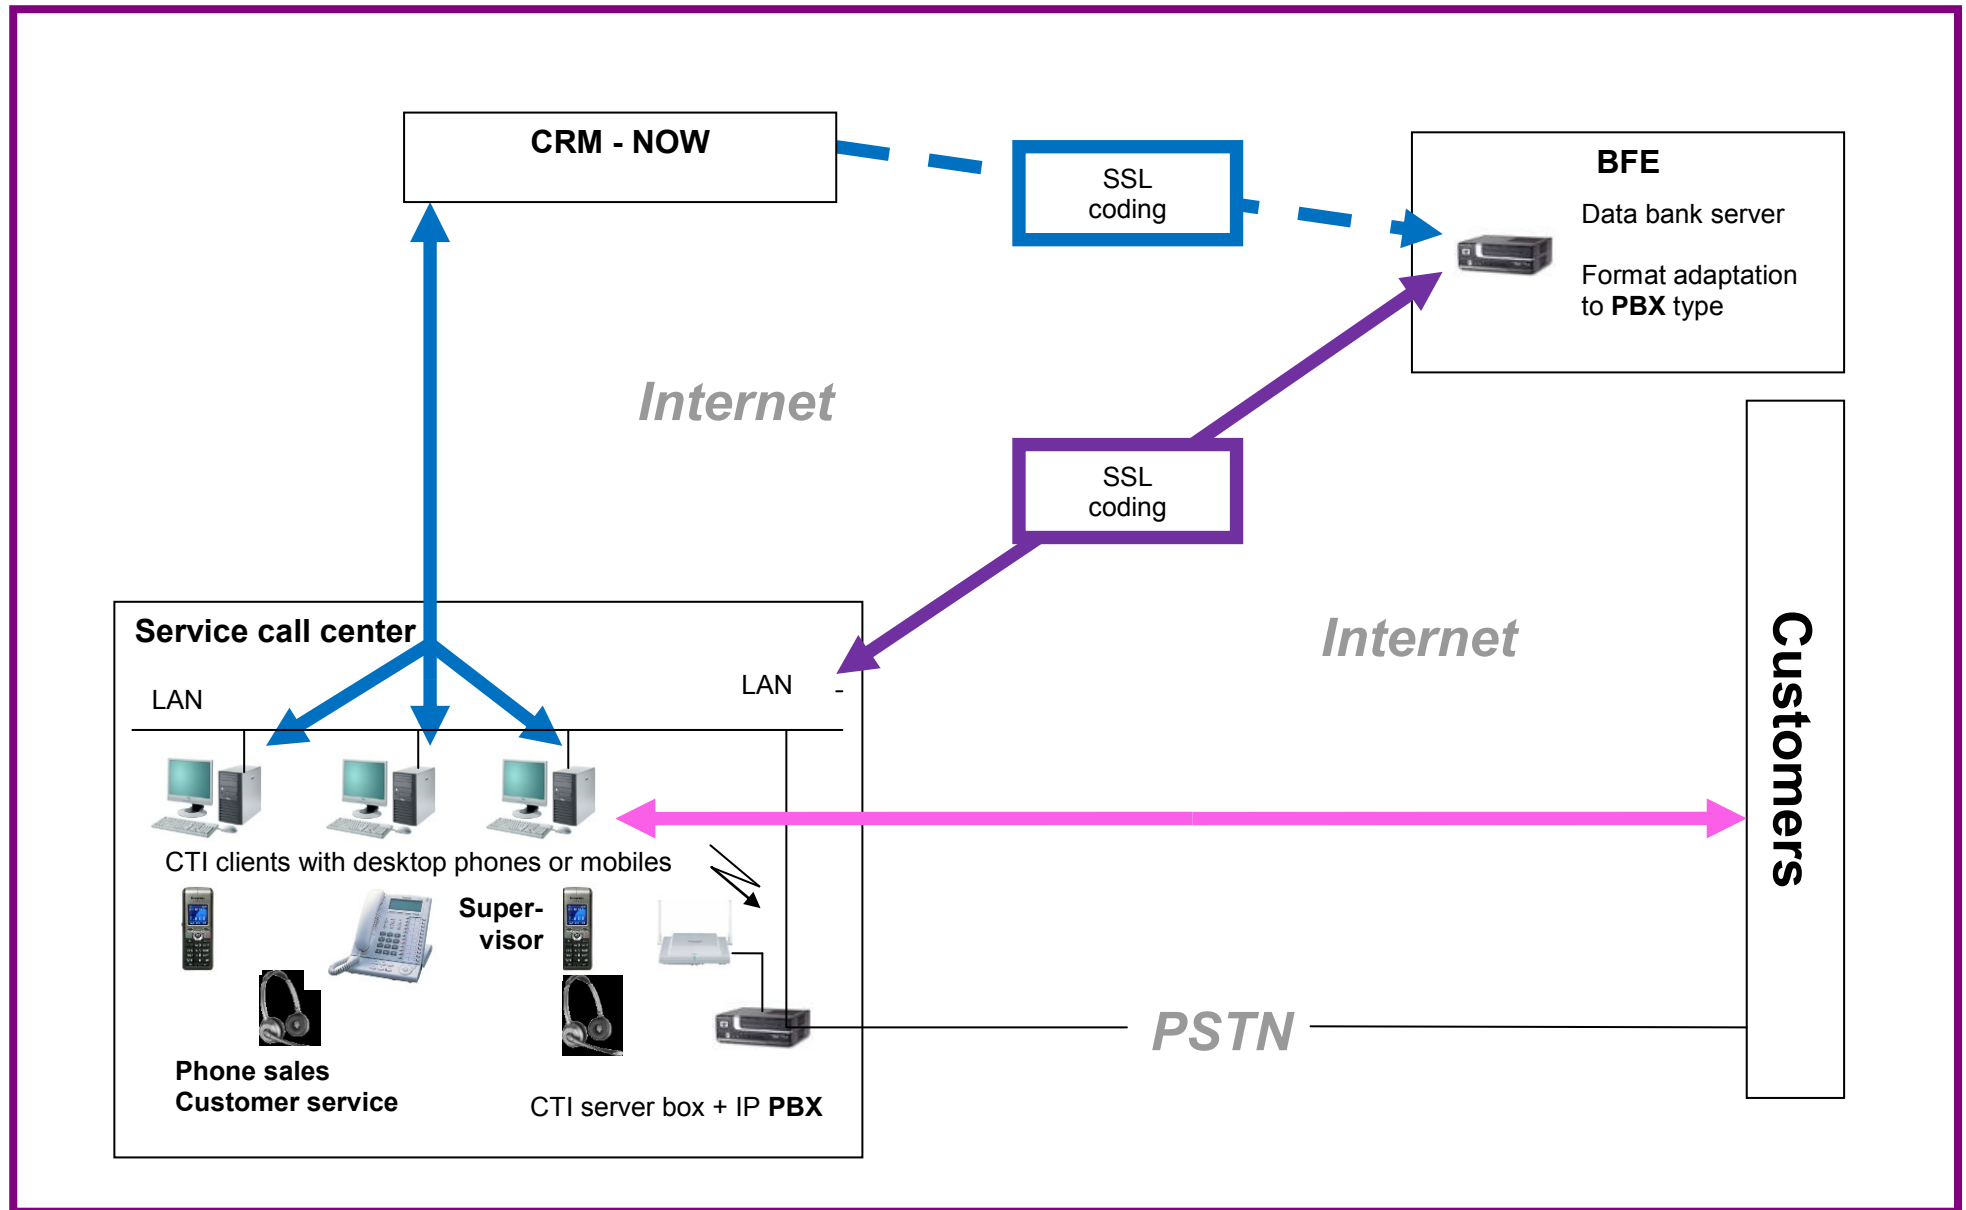 CRM - NOW
SSL
coding
BFE
Data bank server
Format adaptation
to PBX type
Internet
SSL
coding
Internet
Customers
Service call center
LAN
LAN -
CTI clients with desktop phones or mobiles
Super-
visor
Phone sales
Customer service
CTI server box + IP PBX
PSTN